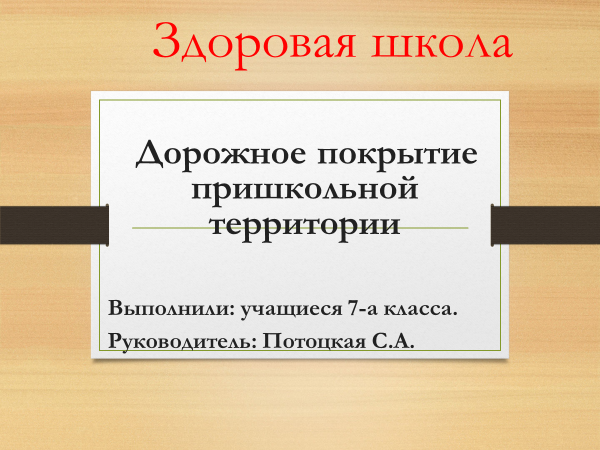 Здоровая школа
Дорожное покрытие
пришкольной
территории
Выполнили: учащиеся 7-а класса.
Руководитель: Потоцкая С.А.